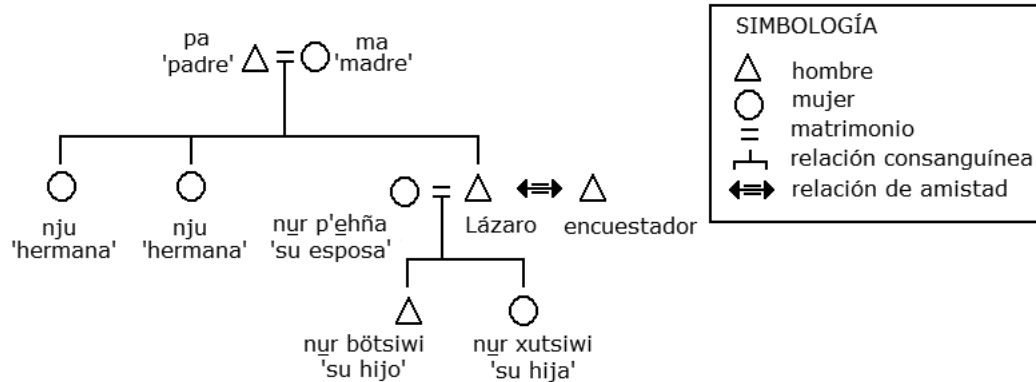 pa
'padre'
ma
'madre'
nju
'hermana'
nju
'hermana'
nu̲r p'e̲hña
'su esposa'
Lázaro
encuestador
nu̲r bötsiwi
'su hijo'
nu̲r xutsiwi
'su hija'
SIMBOLOGÍA
hombre
mujer
matrimonio
relación consanguínea
relación de amistad